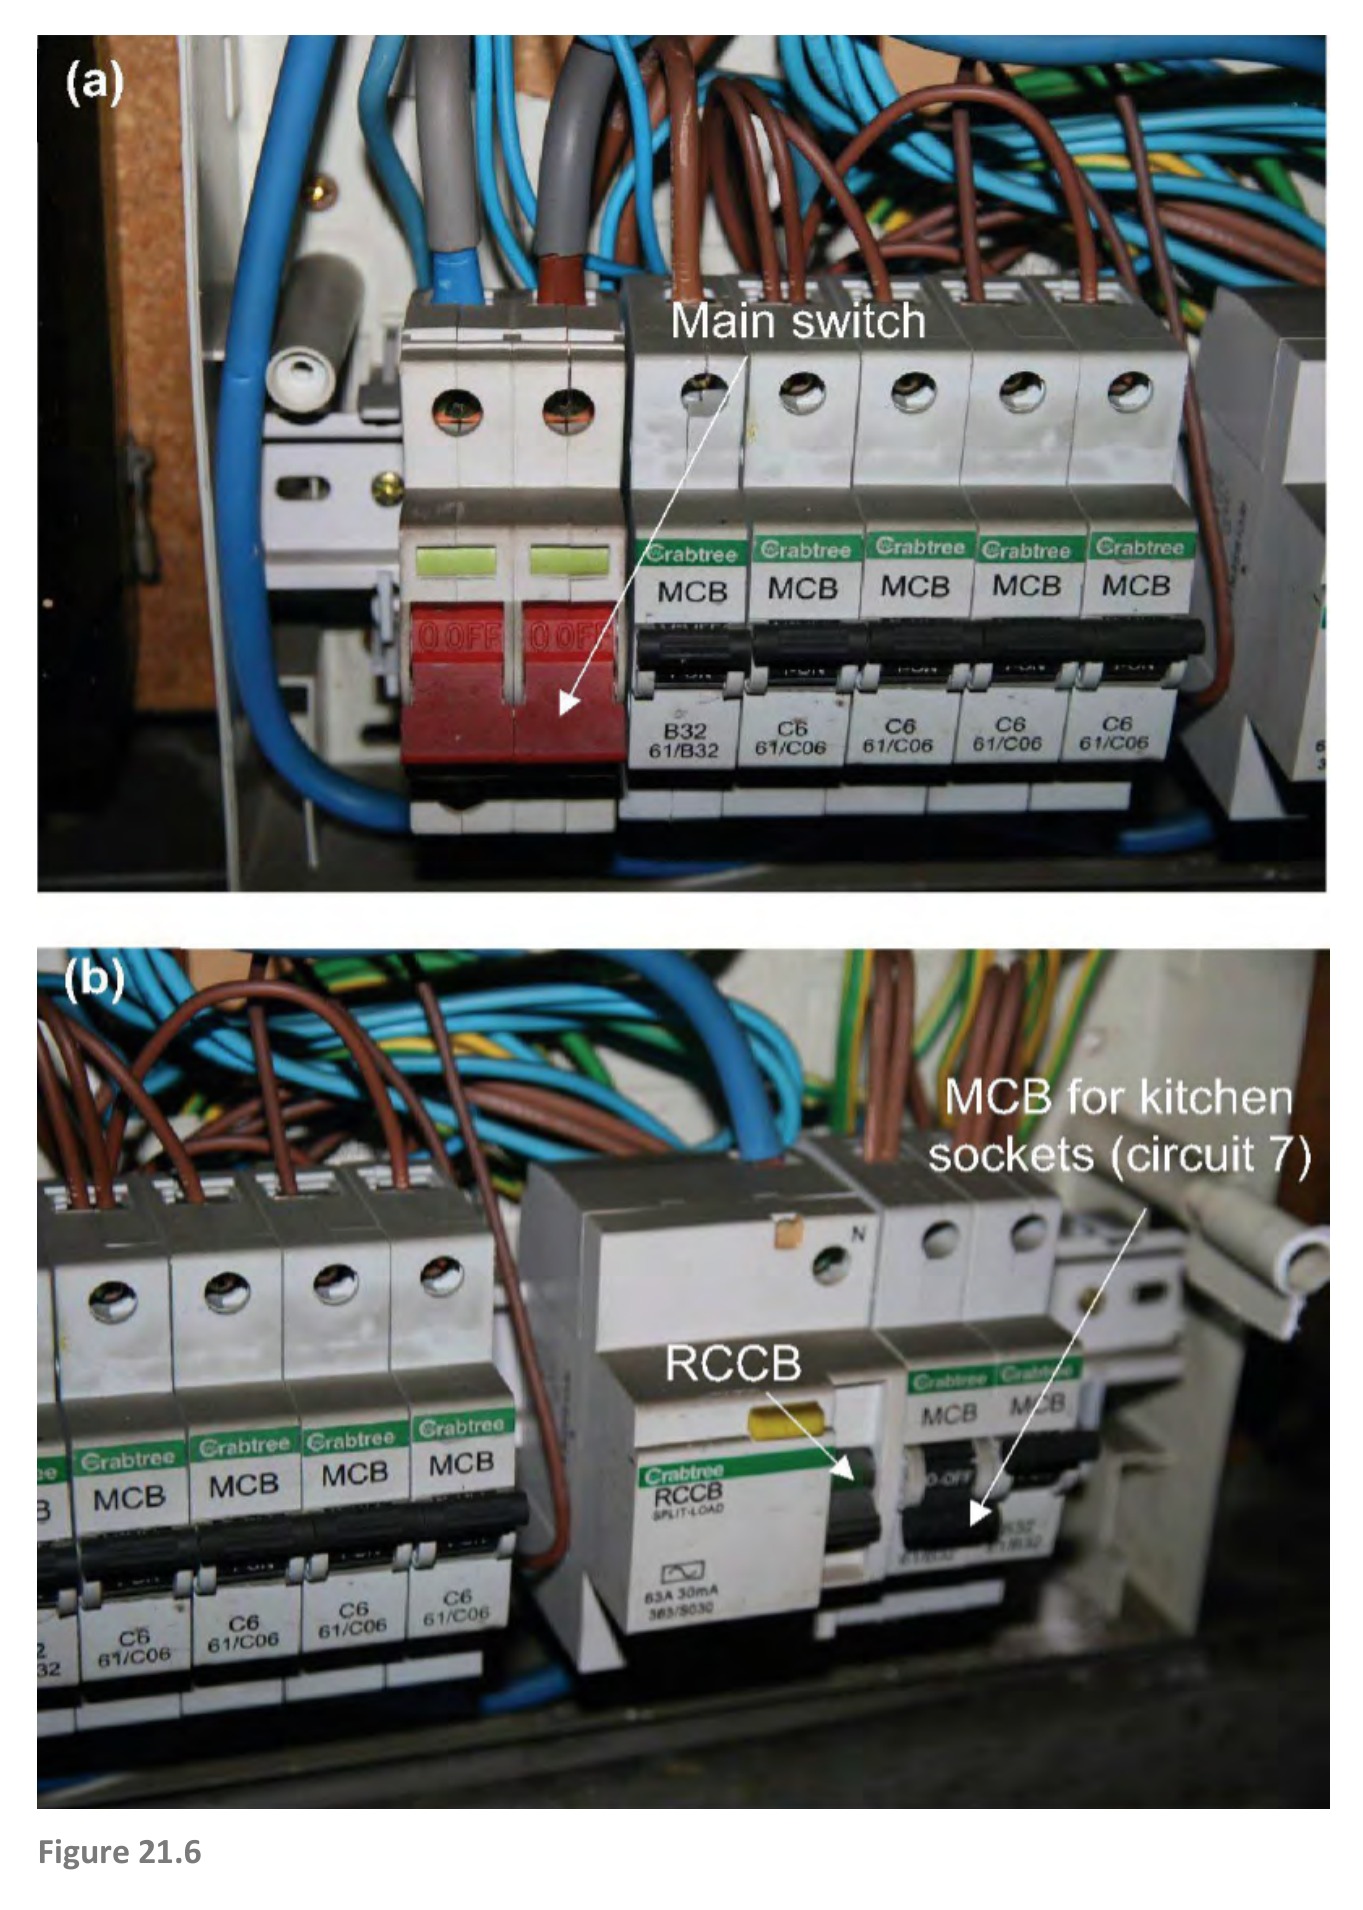 (a)
Main switch
Crabtree Crabtree Crabtree Crabtree Crabtree
MCB MCB MCB MCB MCB
O OFF O OFF
B32 C6 C6 C6 C6
61/B32 61/C06 61/C06 61/C06 61/C06
(b)
MCB for kitchen
sockets (circuit 7)
N
RCCB
Crabtree Crabtree
MCB MCB
Crabtree Crabtree Crabtree Crabtree
MCB MCB MCB MCB
O-OFF
Crabtree
RCCB
SPLIT-LOAD
63A 30mA
C6 C6 C6 C6
61/C06 61/C06 61/C06 61/C06
Figure 21.6